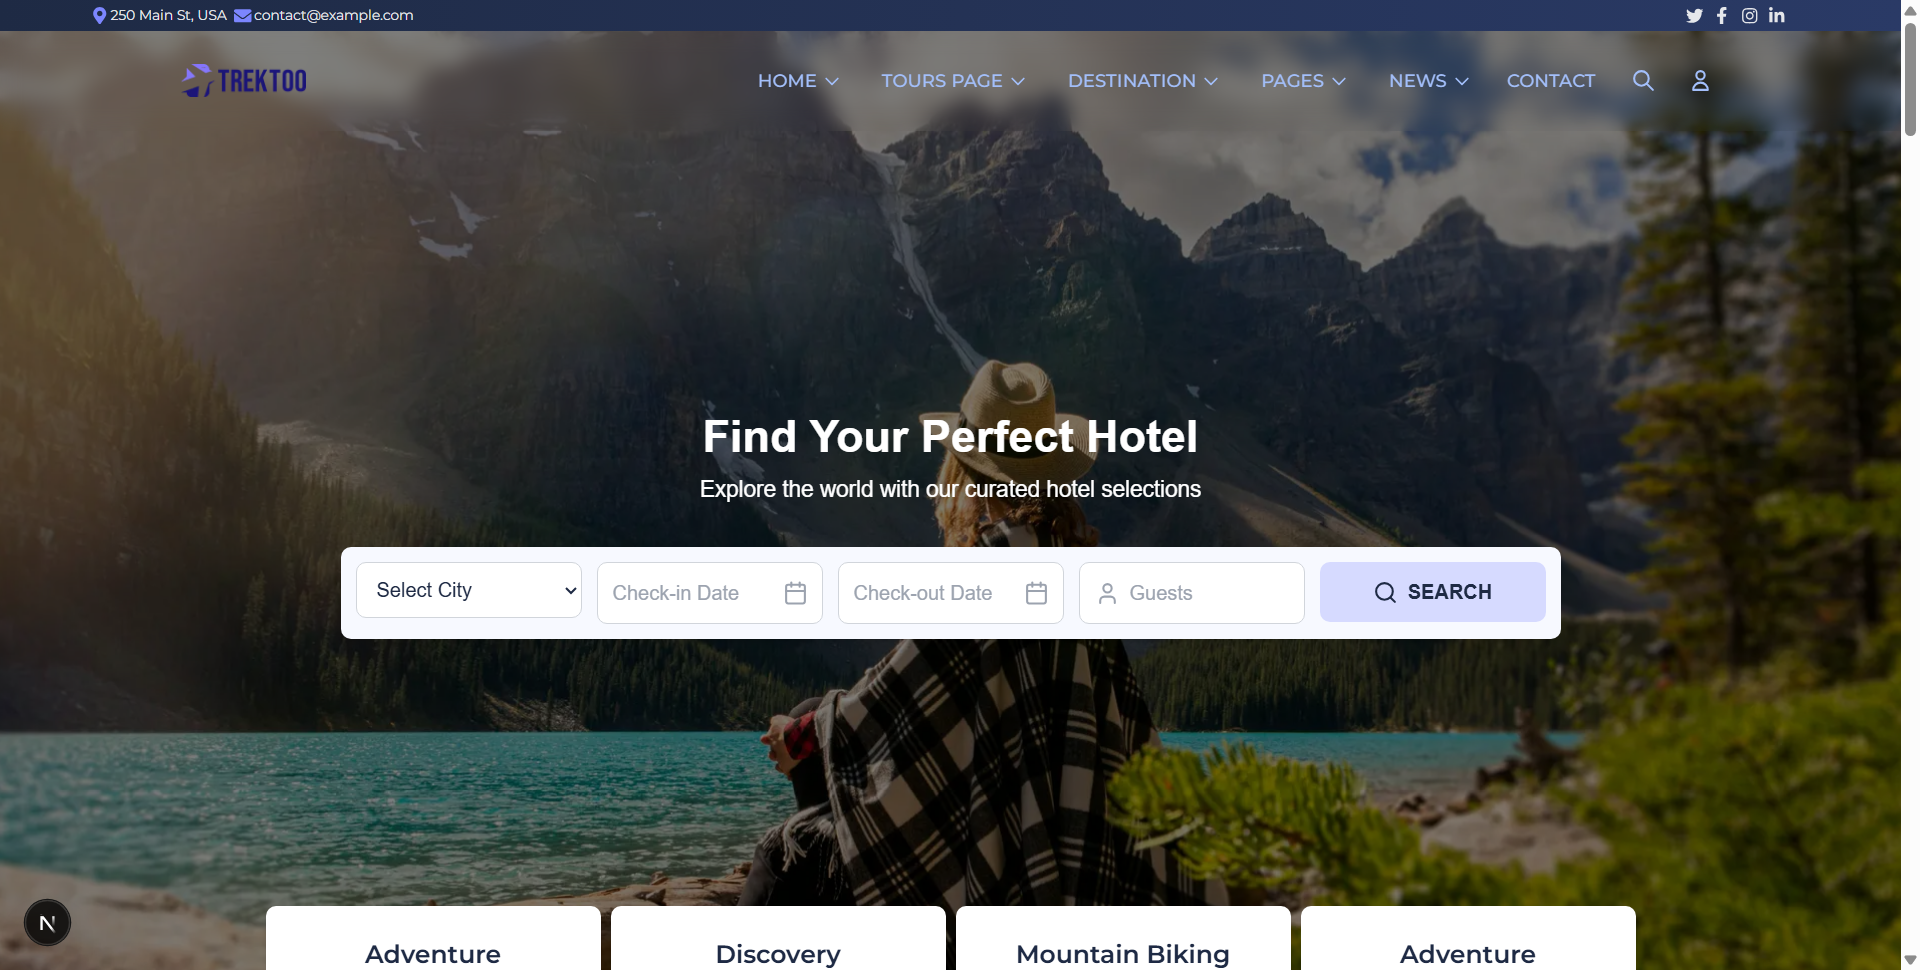 250 Main St, USA contact@example.com
TREKTOO
HOME TOURS PAGE DESTINATION PAGES NEWS CONTACT
Find Your Perfect Hotel
Explore the world with our curated hotel selections
Select City Check-in Date Check-out Date Guests SEARCH
N
Adventure Discovery Mountain Biking Adventure